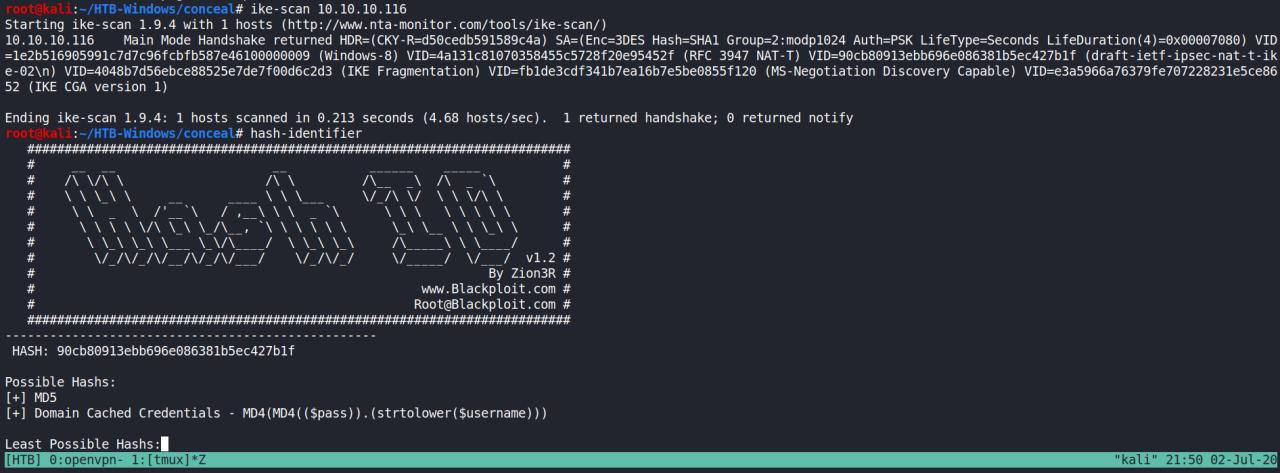 root@kali:~/HTB-Windows/conceal# ike-scan 10.10.10.116
Starting ike-scan 1.9.4 with 1 hosts (http://www.nta-monitor.com/tools/ike-scan/)
10.10.10.116    Main Mode Handshake returned HDR=(CKY-R=d50cedb591589c4a) SA=(Enc=3DES Hash=SHA1 Group=2:modp1024 Auth=PSK LifeType=Seconds LifeDuration(4)=0x00007080) VID
=1e2b516905991c7d7c96fcbfb587e46100000009 (Windows-8) VID=4a131c81070358455c5728f20e95452f (RFC 3947 NAT-T) VID=90cb80913ebb696e086381b5ec427b1f (draft-ietf-ipsec-nat-t-ik
e-02\n) VID=4048b7d56ebce88525e7de7f00d6c2d3 (IKE Fragmentation) VID=fb1de3cdf341b7ea16b7e5be0855f120 (MS-Negotiation Discovery Capable) VID=e3a5966a76379fe707228231e5ce86
52 (IKE CGA version 1)
Ending ike-scan 1.9.4: 1 hosts scanned in 0.213 seconds (4.68 hosts/sec).  1 returned handshake; 0 returned notify
root@kali:~/HTB-Windows/conceal# hash-identifier
Hash ID
v1.2 #
# By Zion3R #
# www.Blackploit.com #
# Root@Blackploit.com #
#########################################################################
--------------------------------------------------
HASH: 90cb80913ebb696e086381b5ec427b1f
Possible Hashs:
[+] MD5
[+] Domain Cached Credentials - MD4(MD4(($pass)).(strtolower($username)))
Least Possible Hashs:
[HTB] 0:openvpn- 1:[tmux]*Z "kali" 21:50 02-Jul-20